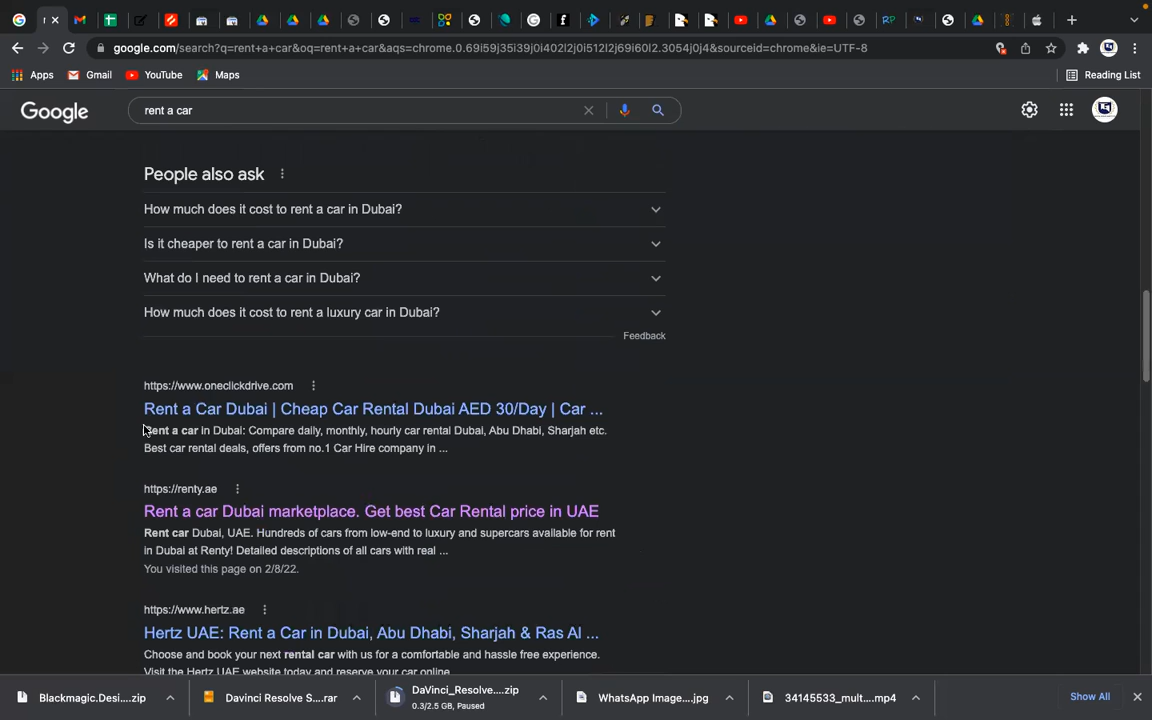 google.com/search?q=rent+a+car&oq=rent+a+car&aqs=chrome.0.69i59j35i39j0i402l2j0i512l2j69i60l2.3054j0j4&sourceid=chrome&ie=UTF-8
Apps Gmail YouTube Maps Reading List
Google rent a car
People also ask
How much does it cost to rent a car in Dubai?
Is it cheaper to rent a car in Dubai?
What do I need to rent a car in Dubai?
How much does it cost to rent a luxury car in Dubai?
Feedback
https://www.oneclickdrive.com
Rent a Car Dubai | Cheap Car Rental Dubai AED 30/Day | Car ...
Rent a car in Dubai: Compare daily, monthly, hourly car rental Dubai, Abu Dhabi, Sharjah etc.
Best car rental deals, offers from no.1 Car Hire company in ...
https://renty.ae
Rent a car Dubai marketplace. Get best Car Rental price in UAE
Rent car Dubai, UAE. Hundreds of cars from low-end to luxury and supercars available for rent
in Dubai at Renty! Detailed descriptions of all cars with real ...
You visited this page on 2/8/22.
https://www.hertz.ae
Hertz UAE: Rent a Car in Dubai, Abu Dhabi, Sharjah & Ras Al ...
Choose and book your next rental car with us for a comfortable and hassle free experience.
Visit the Hertz UAE website today and reserve your car online.
Blackmagic.Desi....zip Davinci Resolve S....rar DaVinci_Resolve....zip WhatsApp Image....jpg 34145533_mult....mp4 Show All
0.3/2.5 GB, Paused